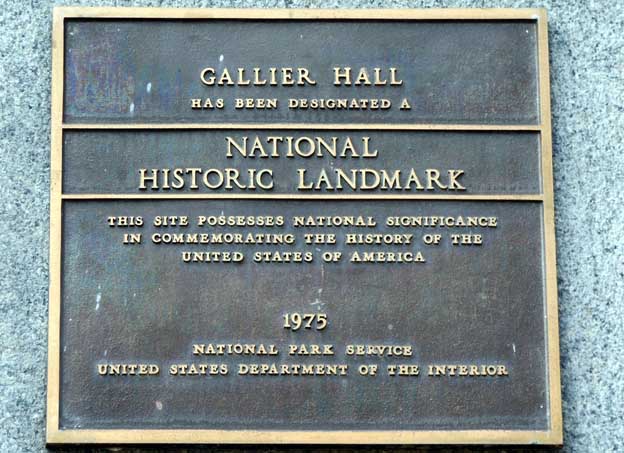 GALLIER HALL
HAS BEEN DESIGNATED A
NATIONAL
HISTORIC LANDMARK
THIS SITE POSSESSES NATIONAL SIGNIFICANCE
IN COMMEMORATING THE HISTORY OF THE
UNITED STATES OF AMERICA
1975
NATIONAL PARK SERVICE
UNITED STATES DEPARTMENT OF THE INTERIOR